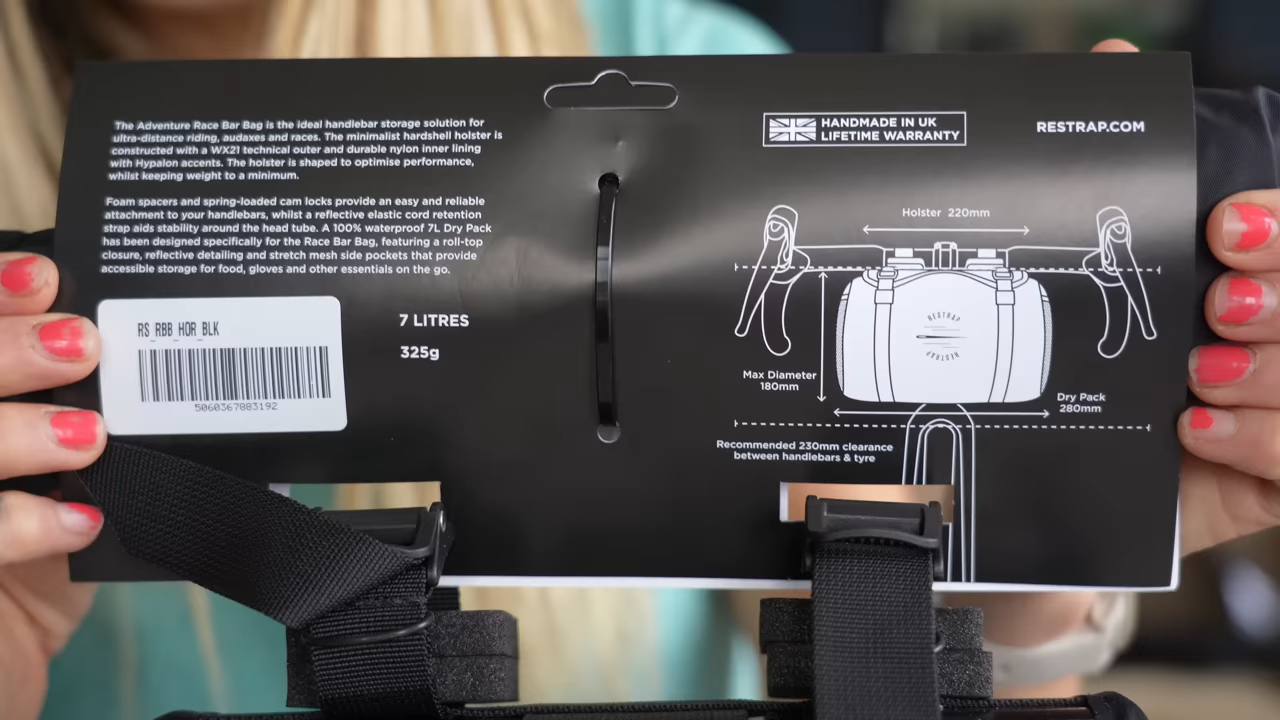 The Adventure Race Bar Bag is the ideal handlebar storage solution for
ultra-distance riding, audaxes and races. The minimalist hardshell holster is
constructed with a WX21 technical outer and durable nylon inner lining
with Hypalon accents. The holster is shaped to optimise performance,
whilst keeping weight to a minimum.
Foam spacers and spring-loaded cam locks provide an easy and reliable
attachment to your handlebars, whilst a reflective elastic cord retention
strap aids stability around the head tube. A 100% waterproof 7L Dry Pack
has been designed specifically for the Race Bar Bag, featuring a roll-top
closure, reflective detailing and stretch mesh side pockets that provide
accessible storage for food, gloves and other essentials on the go.
RS_RBB_HOR_BLK
5060367883192
7 LITRES
325g
HANDMADE IN UK
LIFETIME WARRANTY
RESTRAP.COM
Holster 220mm
RESTRAP
RESTRAP
Max Diameter
180mm
Dry Pack
280mm
Recommended 230mm clearance
between handlebars & tyre